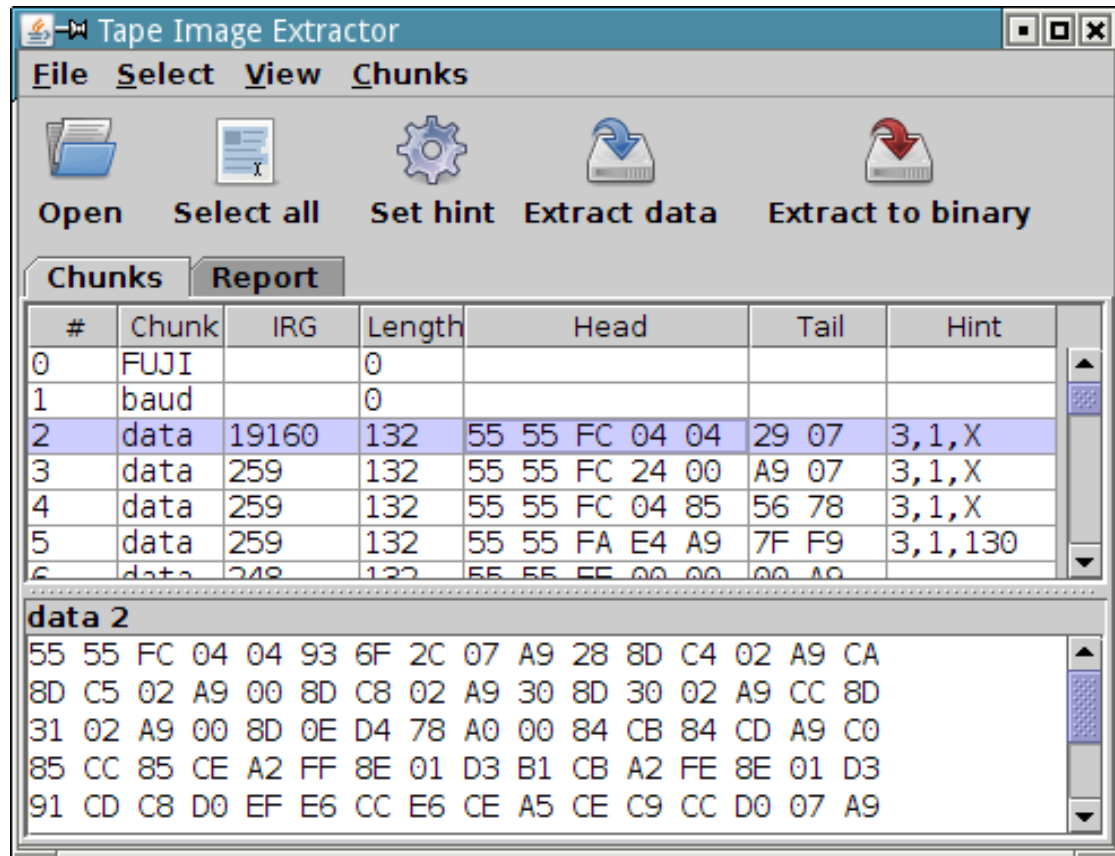 Tape Image Extractor
File Select View Chunks
Open Select all Set hint Extract data Extract to binary
Chunks Report
# Chunk IRG Length Head Tail Hint
0 FUJI 0
1 baud 0
2 data 19160 132 55 55 FC 04 04 29 07 3,1,X
3 data 259 132 55 55 FC 24 00 A9 07 3,1,X
4 data 259 132 55 55 FC 04 85 56 78 3,1,X
5 data 259 132 55 55 FA E4 A9 7F F9 3,1,130
data 2
55 55 FC 04 04 93 6F 2C 07 A9 28 8D C4 02 A9 CA
8D C5 02 A9 00 8D C8 02 A9 30 8D 30 02 A9 CC 8D
31 02 A9 00 8D 0E D4 78 A0 00 84 CB 84 CD A9 C0
85 CC 85 CE A2 FF 8E 01 D3 B1 CB A2 FE 8E 01 D3
91 CD C8 D0 EF E6 CC E6 CE A5 CE C9 CC D0 07 A9